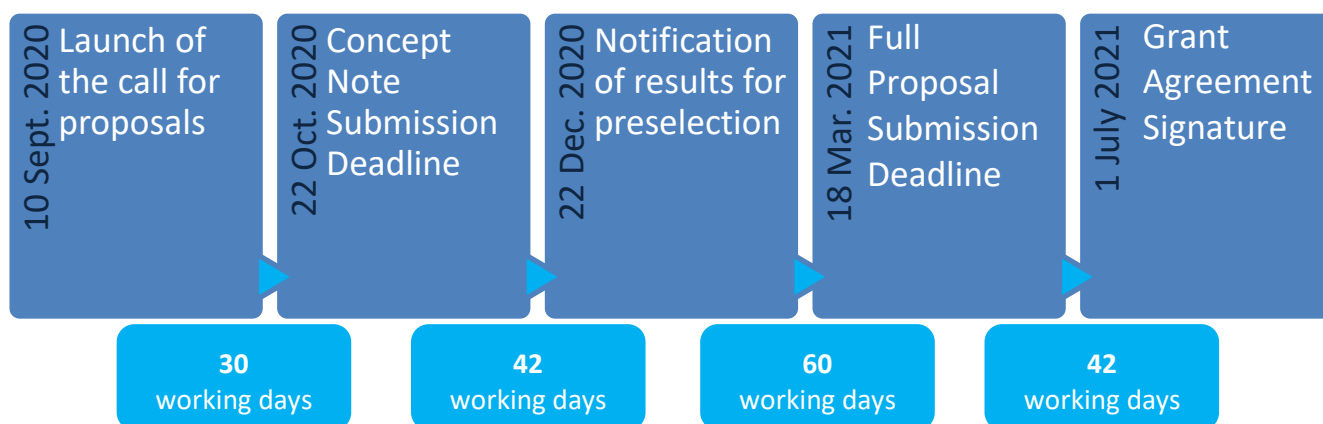 10 Sept. 2020
Launch of
the call for
proposals
22 Oct. 2020
Concept
Note
Submission
Deadline
22 Dec. 2020
Notification
of results for
preselection
18 Mar. 2021
Full
Proposal
Submission
Deadline
1 July 2021
Grant
Agreement
Signature
30
working days
42
working days
60
working days
42
working days